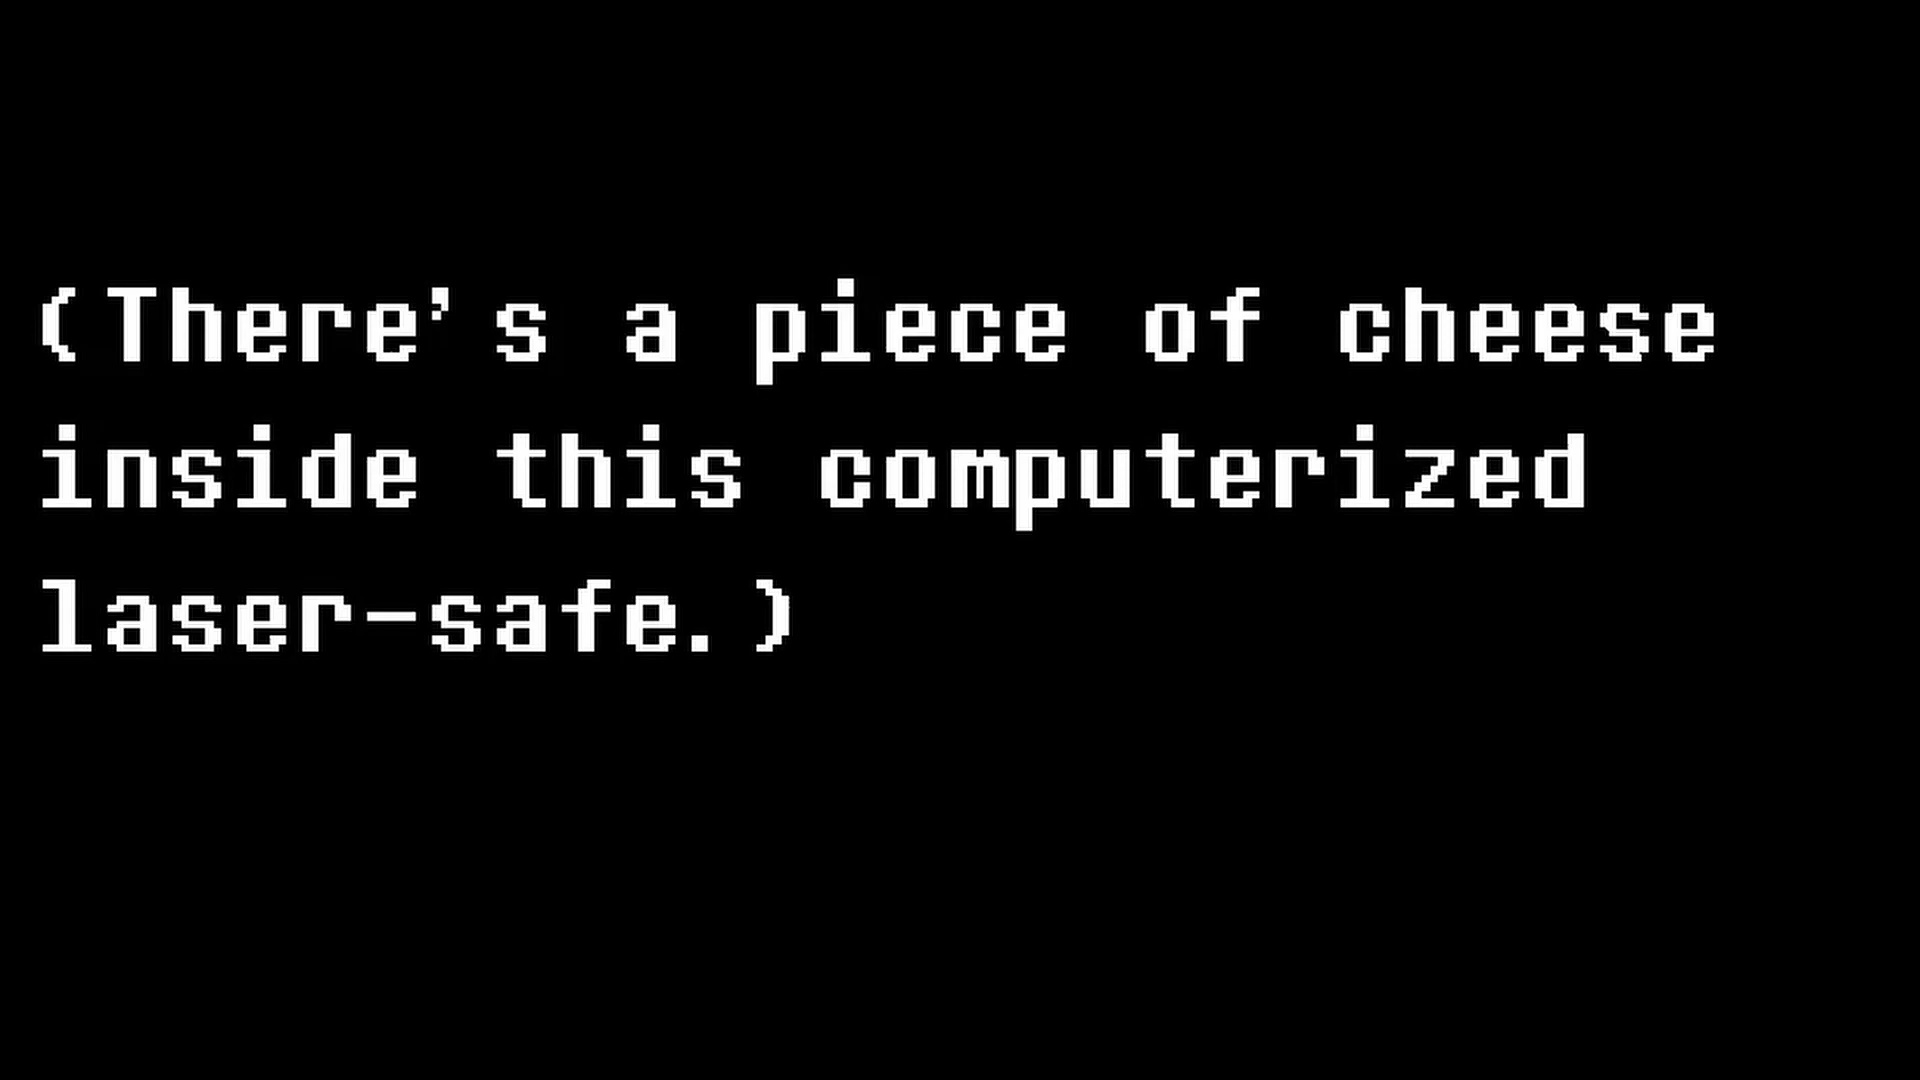 (There's a piece of cheese
inside this computerized
laser-safe.)